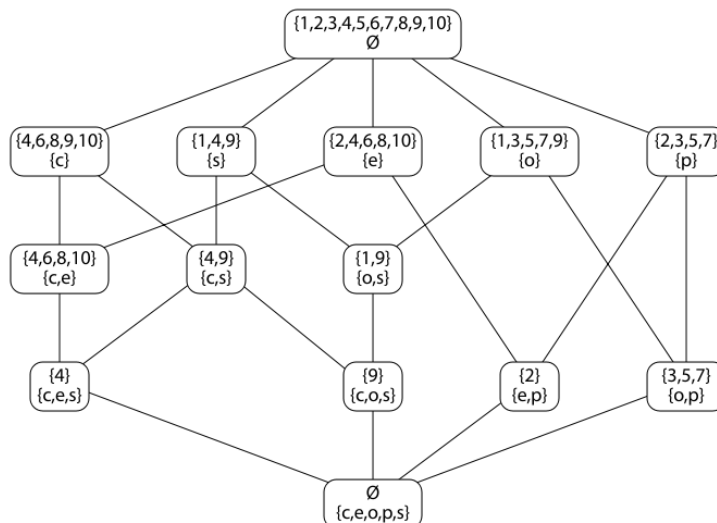 {1,2,3,4,5,6,7,8,9,10}
Ø
{4,6,8,9,10}
{c}
{1,4,9}
{s}
{2,4,6,8,10}
{e}
{1,3,5,7,9}
{o}
{2,3,5,7}
{p}
{4,6,8,10}
{c,e}
{4,9}
{c,s}
{1,9}
{o,s}
{4}
{c,e,s}
{9}
{c,o,s}
{2}
{e,p}
{3,5,7}
{o,p}
Ø
{c,e,o,p,s}